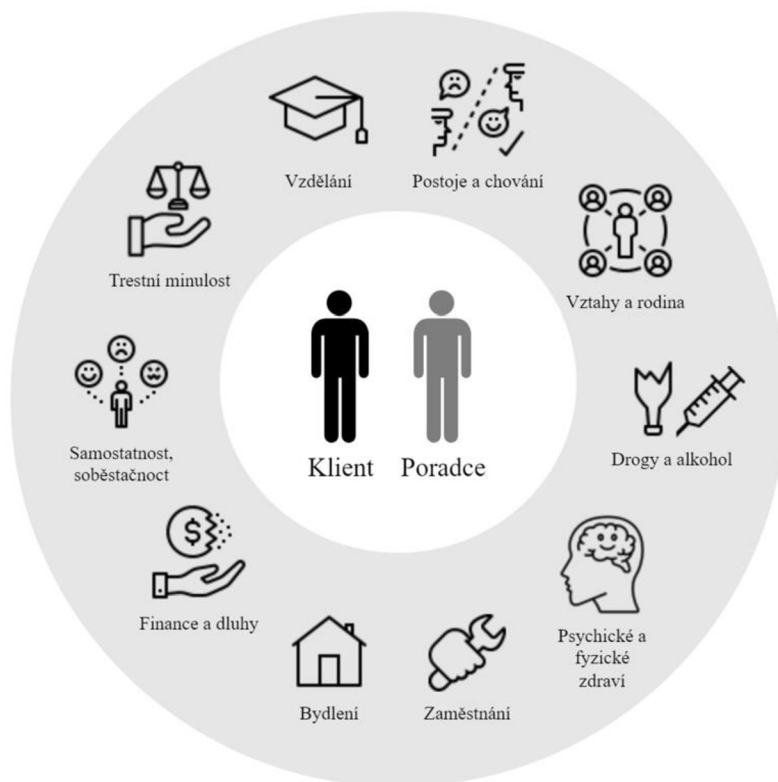 Vzdělání
Postoje a chování
Vztahy a rodina
Drogy a alkohol
Psychické a
fyzické
zdraví
Zaměstnání
Bydlení
Finance a dluhy
Samostatnost,
soběstačnoct
Trestní minulost
Klient
Poradce
$